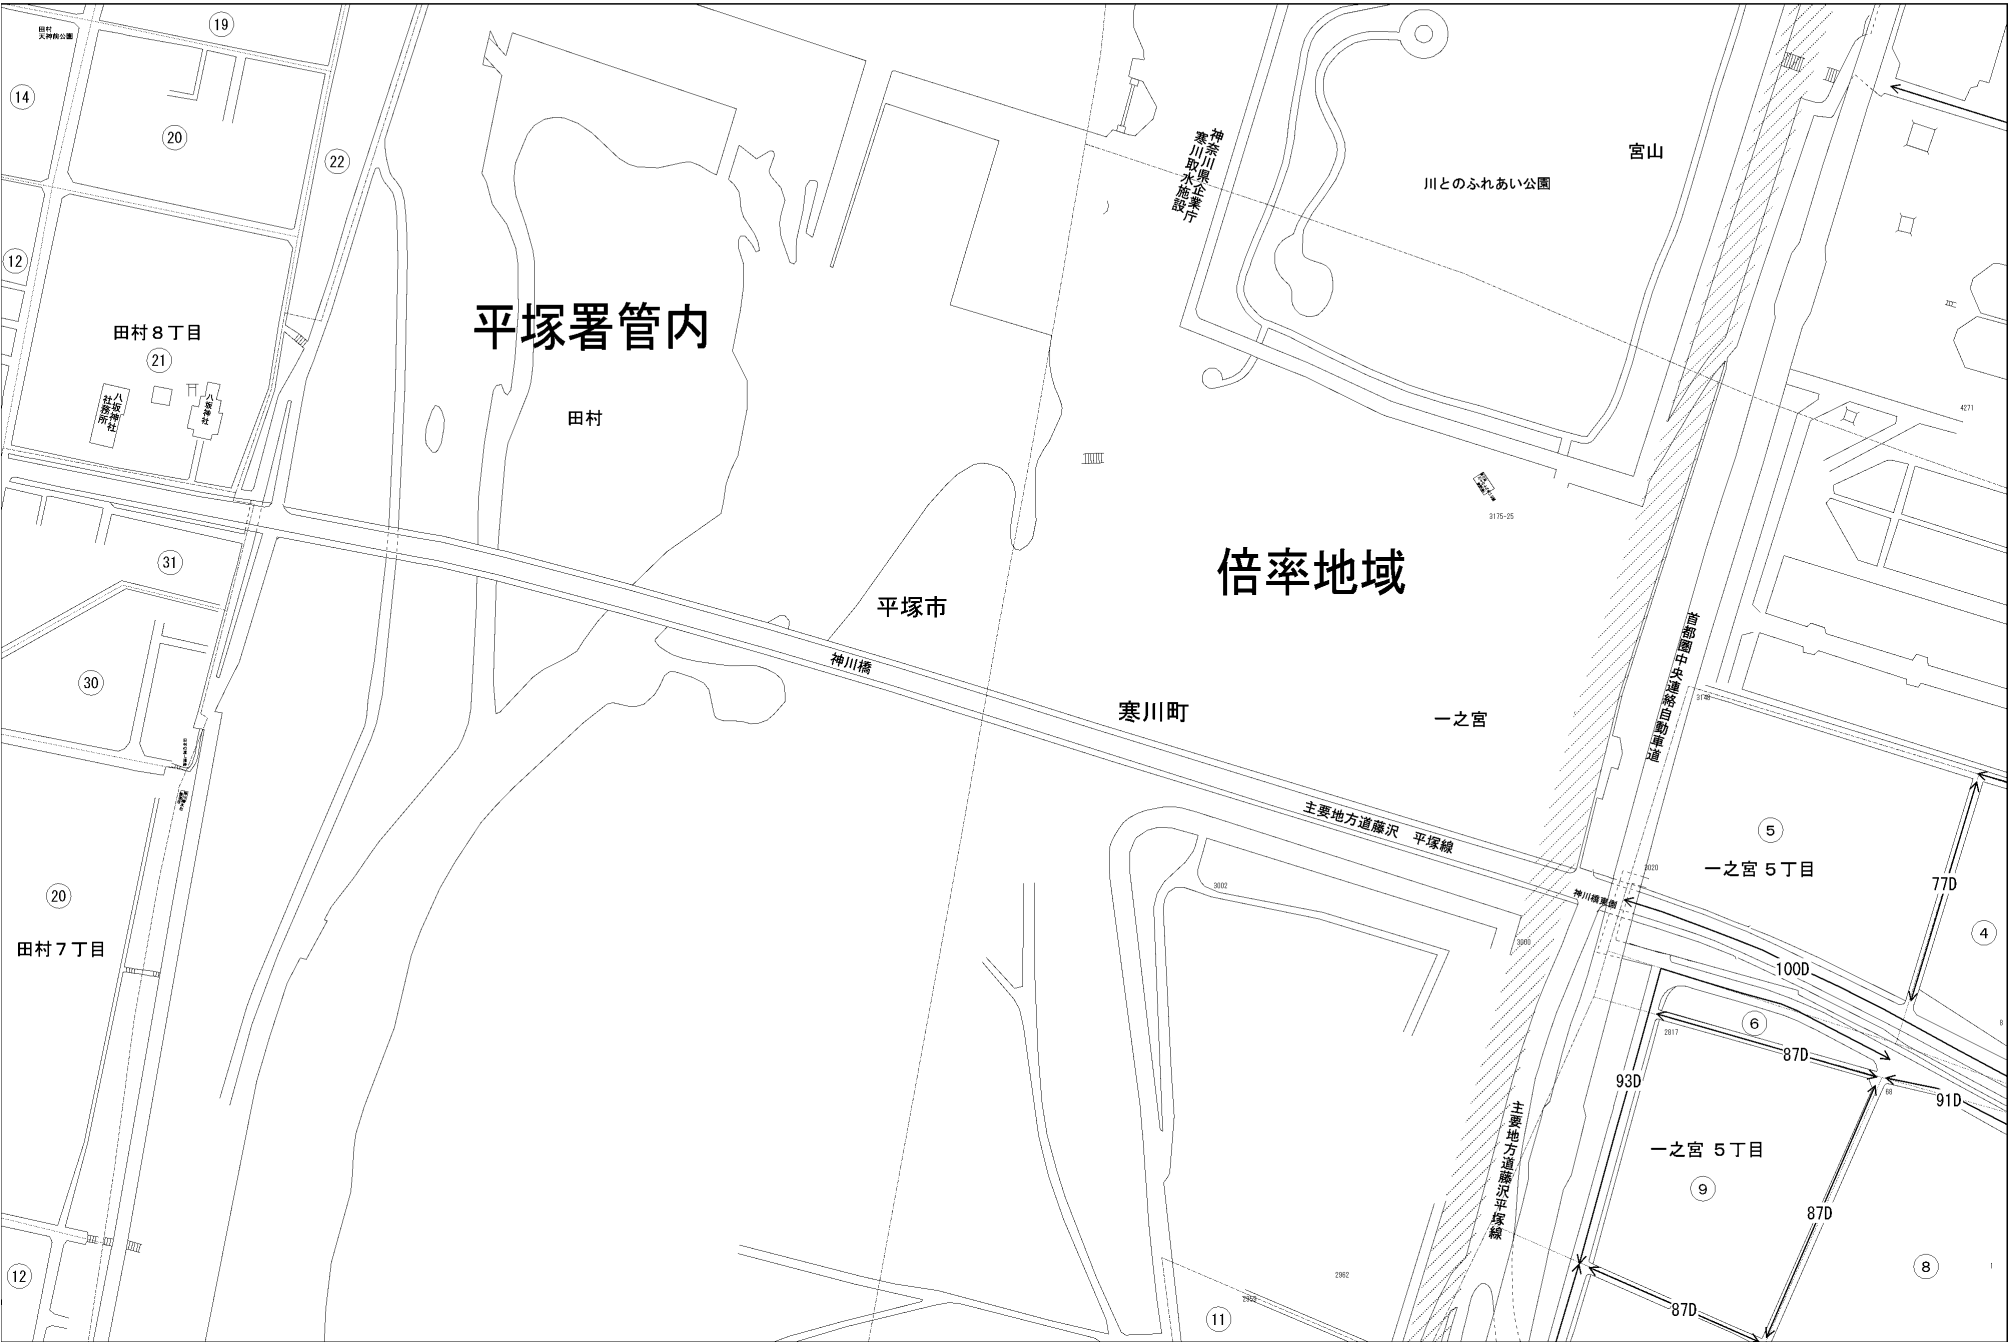 田村
天神前公園
19
14
20
22
12
神奈川県企業庁
寒川取水施設
宮山
川とのふれあい公園
平塚署管内
田村８丁目
21
八坂神社
社務所
八坂神社
田村
4271
3175-25
倍率地域
31
平塚市
30
神川橋
寒川町
一之宮
首都圏中央連絡自動車道
3148
主要地方道藤沢　平塚線
5
一之宮 ５丁目
77D
3020
3002
20
田村７丁目
3000
4
100D
6
2817
87D
93D
68
91D
8
主要地方道藤沢平塚線
一之宮 ５丁目
9
87D
12
2962
2959
11
8
1
87D